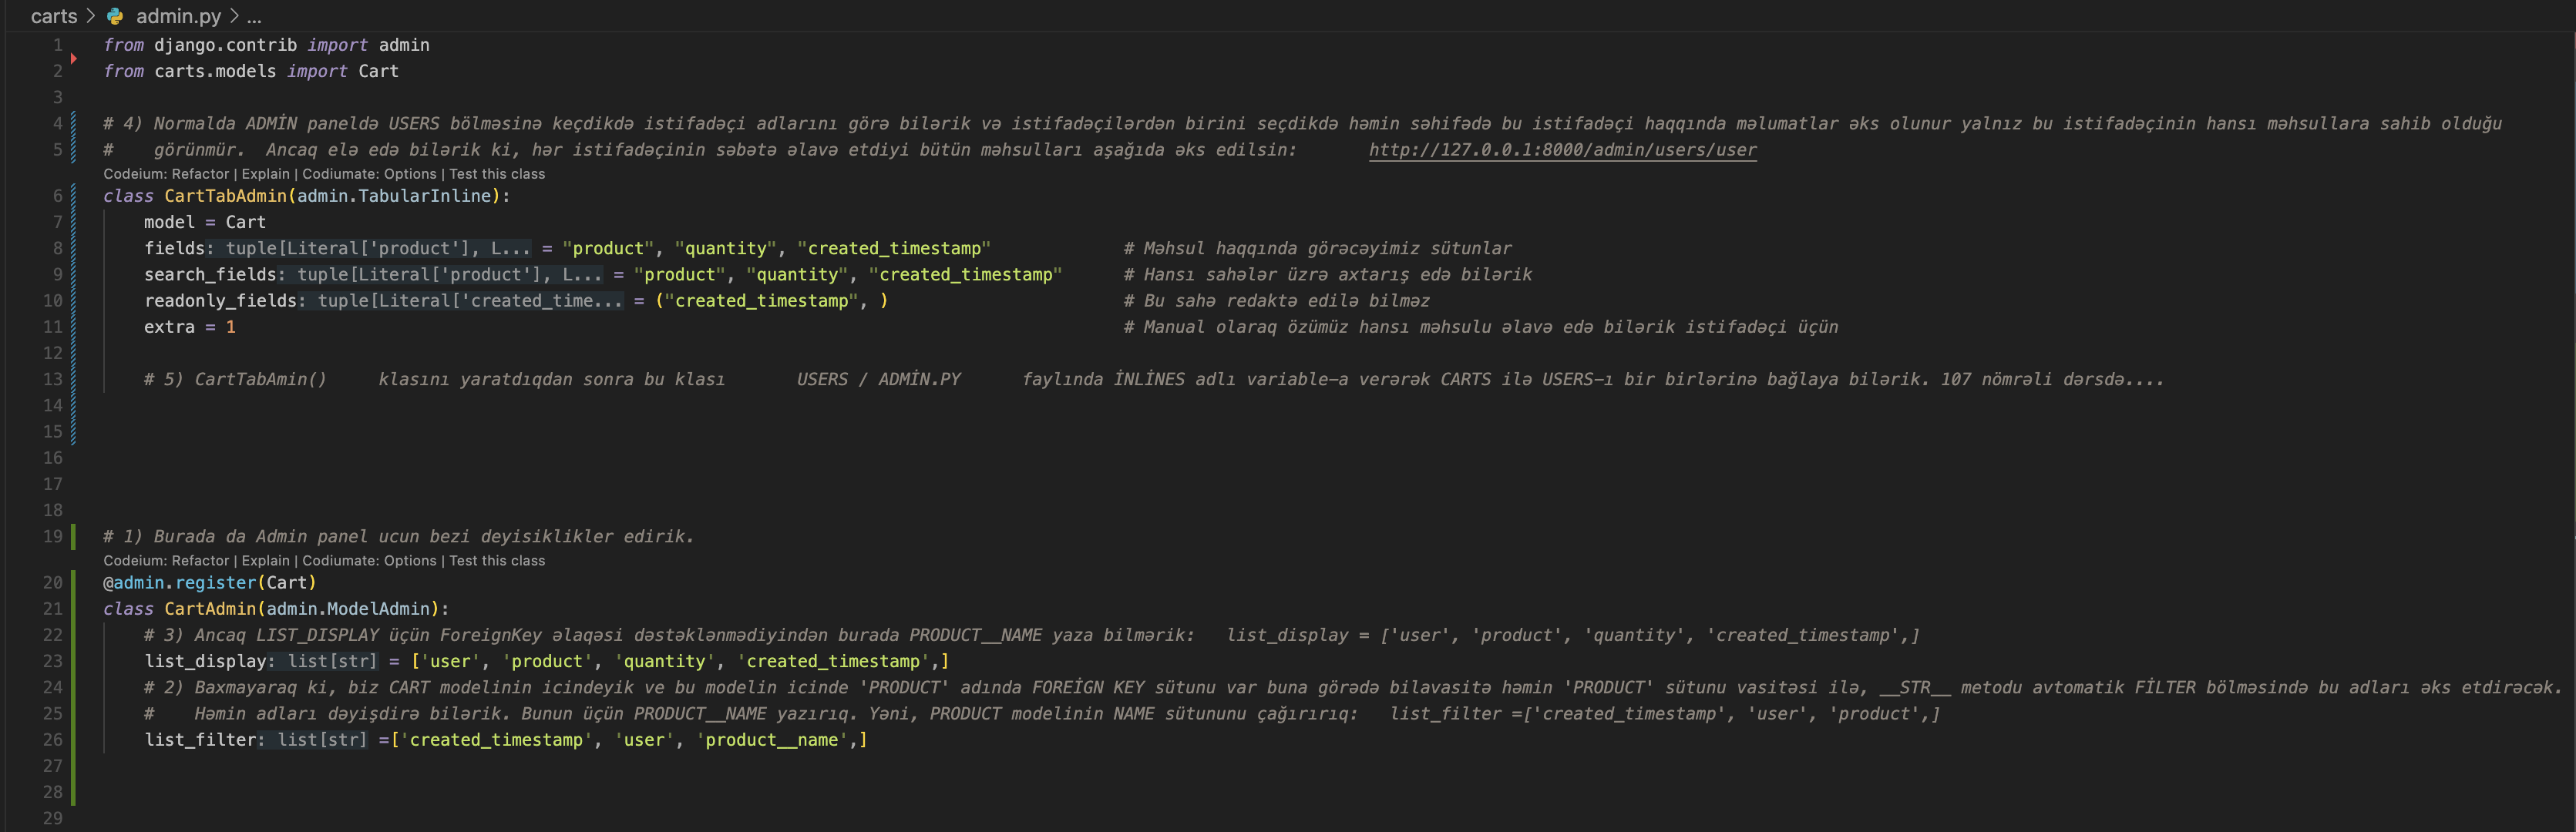 carts > admin.py > ...
1 from django.contrib import admin
2 from carts.models import Cart
3
4 # 4) Normalda ADMİN paneldə USERS bölməsinə keçdikdə istifadəçi adlarını görə bilərik və istifadəçilərdən birini seçdikdə həmin səhifədə bu istifadəçi haqqında məlumatlar əks olunur yalnız bu istifadəçinin hansı məhsullara sahib olduğu
5 #    görünmür.  Ancaq elə edə bilərik ki, hər istifadəçinin səbətə əlavə etdiyi bütün məhsulları aşağıda əks edilsin:       http://127.0.0.1:8000/admin/users/user
Codeium: Refactor | Explain | Codiumate: Options | Test this class
6 class CartTabAdmin(admin.TabularInline):
7     model = Cart
8     fields: tuple[Literal['product'], L... = "product", "quantity", "created_timestamp"             # Məhsul haqqında görəcəyimiz sütunlar
9     search_fields: tuple[Literal['product'], L... = "product", "quantity", "created_timestamp"      # Hansı sahələr üzrə axtarış edə bilərik
10     readonly_fields: tuple[Literal['created_time... = ("created_timestamp", )                       # Bu sahə redaktə edilə bilməz
11     extra = 1                                                                                       # Manual olaraq özümüz hansı məhsulu əlavə edə bilərik istifadəçi üçün
12
13     # 5) CartTabAmin()     klasını yaratdıqdan sonra bu klası       USERS / ADMİN.PY      faylında İNLİNES adlı variable-a verərək CARTS ilə USERS-ı bir birlərinə bağlaya bilərik. 107 nömrəli dərsdə....
14
15
16
17
18
19 # 1) Burada da Admin panel ucun bezi deyisiklikler edirik.
Codeium: Refactor | Explain | Codiumate: Options | Test this class
20 @admin.register(Cart)
21 class CartAdmin(admin.ModelAdmin):
22     # 3) Ancaq LIST_DISPLAY üçün ForeignKey əlaqəsi dəstəklənmədiyindən burada PRODUCT__NAME yaza bilmərik:   list_display = ['user', 'product', 'quantity', 'created_timestamp',]
23     list_display: list[str] = ['user', 'product', 'quantity', 'created_timestamp',]
24     # 2) Baxmayaraq ki, biz CART modelinin icindeyik ve bu modelin icinde 'PRODUCT' adında FOREİGN KEY sütunu var buna görədə bilavasitə həmin 'PRODUCT' sütunu vasitəsi ilə, __STR__ metodu avtomatik FİLTER bölməsində bu adları əks etdirəcək.
25     #    Həmin adları dəyişdirə bilərik. Bunun üçün PRODUCT__NAME yazırıq. Yəni, PRODUCT modelinin NAME sütununu çağırırıq:   list_filter =['created_timestamp', 'user', 'product',]
26     list_filter: list[str] =['created_timestamp', 'user', 'product__name',]
27
28
29